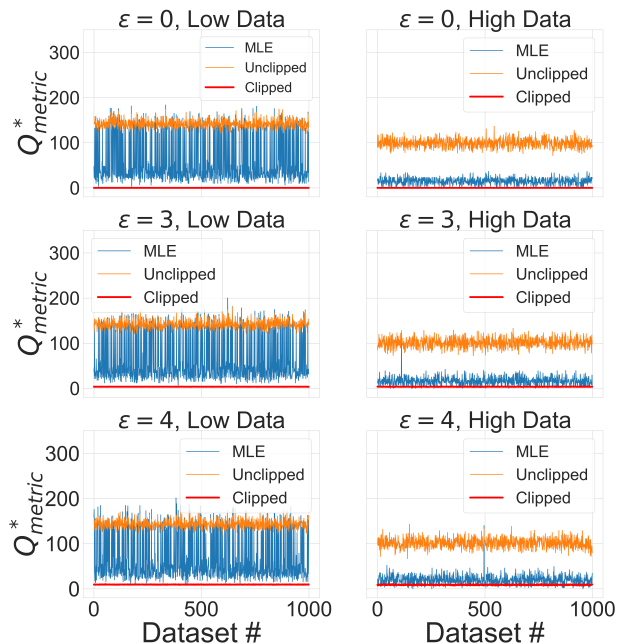 ε = 0, Low Data
300
200
100
0
Q*metric
MLE
Unclipped
Clipped
ε = 0, High Data
MLE
Unclipped
Clipped
ε = 3, Low Data
300
200
100
0
Q*metric
MLE
Unclipped
Clipped
ε = 3, High Data
MLE
Unclipped
Clipped
ε = 4, Low Data
300
200
100
0
Q*metric
MLE
Unclipped
Clipped
0 500 1000
Dataset #
ε = 4, High Data
MLE
Unclipped
Clipped
0 500 1000
Dataset #